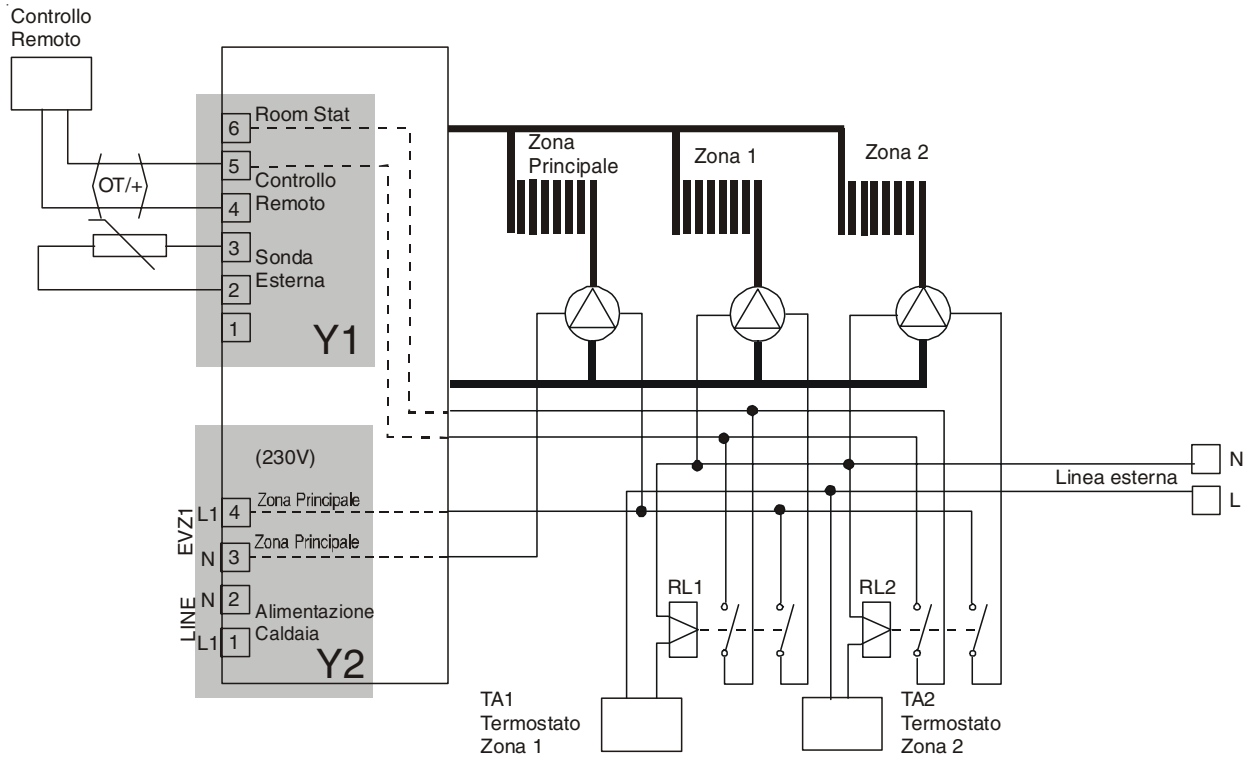 Controllo
Remoto
6
Room Stat
5
Controllo
Remoto
(OT/+)
4
3
Sonda
Esterna
2
1
Y1
Zona
Principale
Zona 1
Zona 2
(230V)
EVZ1
L1
4
Zona Principale
N
3
Zona Principale
LINE
N
2
Alimentazione
Caldaia
L1
1
Y2
N
Linea esterna
L
RL1
RL2
TA1
Termostato
Zona 1
TA2
Termostato
Zona 2